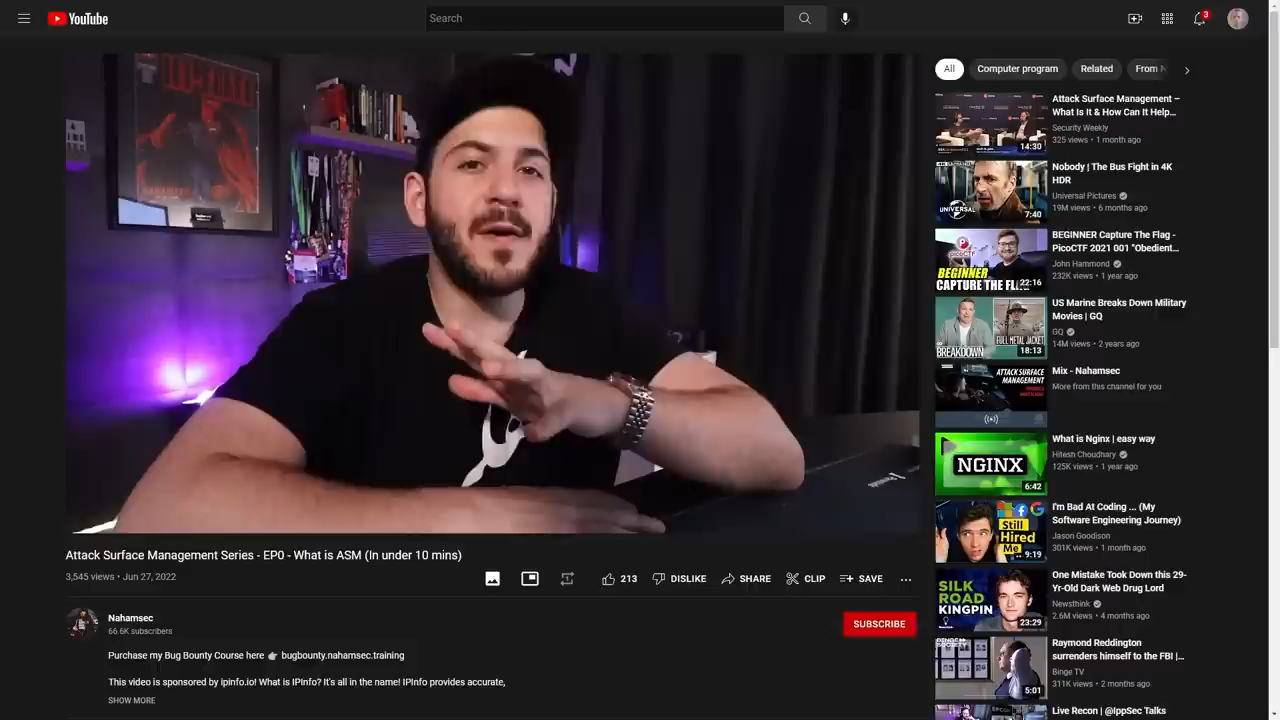 YouTube
Search
3
All
Computer program
Related
From
Attack Surface Management –
What Is It & How Can It Help...
Security Weekly
325 views • 1 month ago
14:30
Nobody | The Bus Fight in 4K
HDR
Universal Pictures
19M views • 6 months ago
UNIVERSAL
7:40
BEGINNER Capture The Flag -
PicoCTF 2021 001 "Obedient...
John Hammond
232K views • 1 year ago
picoCTF
BEGINNER
CAPTURE THE FL
22:16
US Marine Breaks Down Military
Movies | GQ
GQ
14M views • 2 years ago
BREAKDOWN
FULL METAL JACKET
18:13
Mix - Nahamsec
More from this channel for you
ATTACK SURFACE
MANAGEMENT
What is Nginx | easy way
Hitesh Choudhary
125K views • 1 year ago
NGINX
6:42
I'm Bad At Coding ... (My
Software Engineering Journey)
Jason Goodison
301K views • 1 month ago
Still
Hired
Me
9:19
One Mistake Took Down this 29-
Yr-Old Dark Web Drug Lord
Newsthink
2.6M views • 4 months ago
SILK
ROAD
KINGPIN
23:29
Raymond Reddington
surrenders himself to the FBI |...
Binge TV
311K views • 2 months ago
5:01
Live Recon | @IppSec Talks
Attack Surface Management Series - EP0 - What is ASM (In under 10 mins)
3,545 views • Jun 27, 2022
213
DISLIKE
SHARE
CLIP
SAVE
Nahamsec
66.6K subscribers
SUBSCRIBE
Purchase my Bug Bounty Course here 👉 bugbounty.nahamsec.training
This video is sponsored by ipinfo.io! What is IPInfo? It's all in the name! IPInfo provides accurate,
SHOW MORE